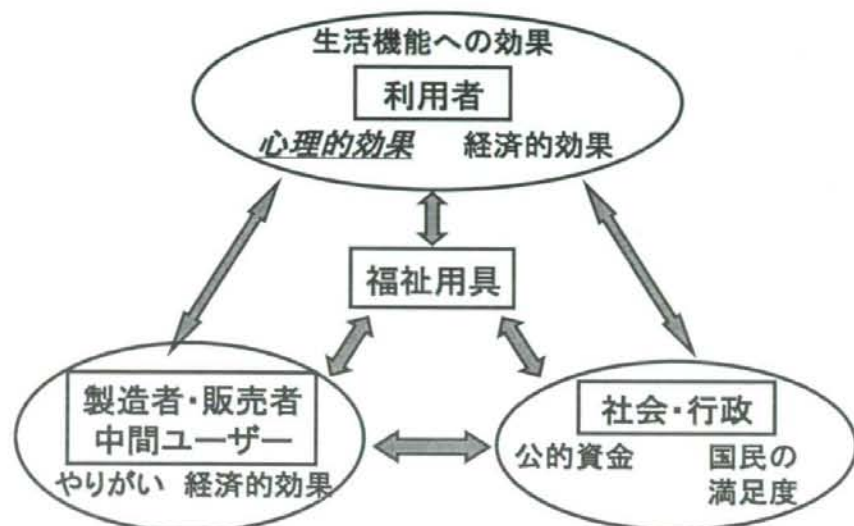 生活機能への効果
利用者
心理的効果 経済的効果
福祉用具
製造者・販売者
中間ユーザー
やりがい 経済的効果
社会・行政
公的資金 国民の
満足度